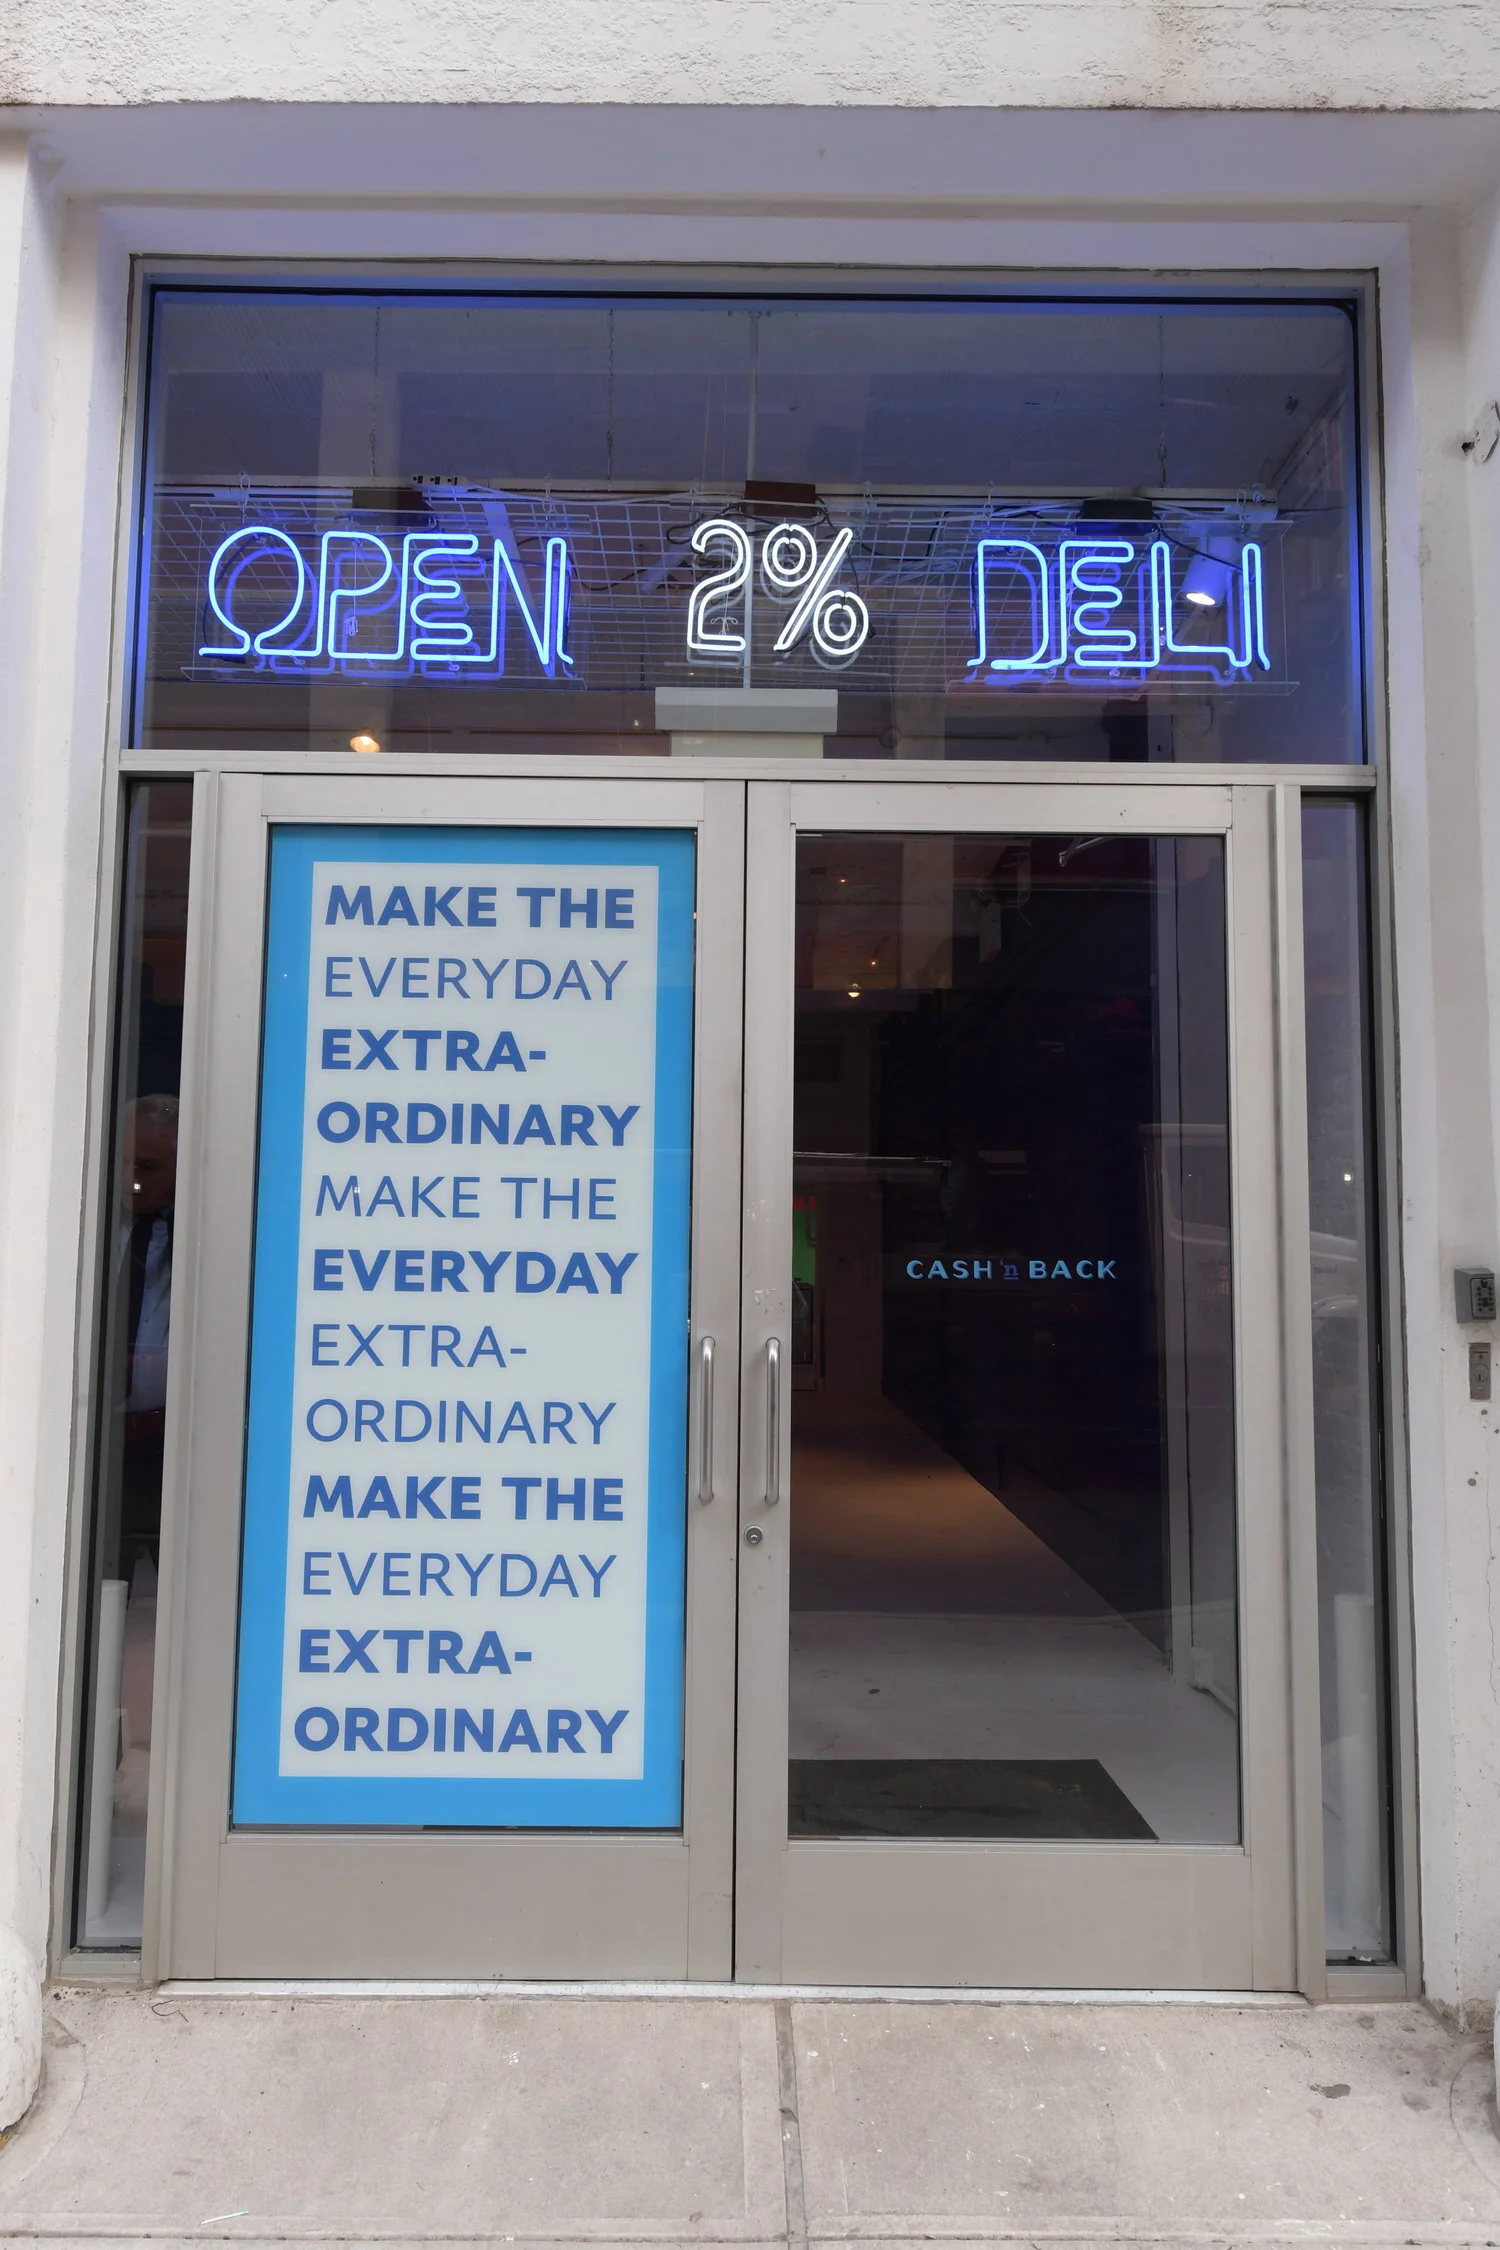 OPEN 2% DELI
MAKE THE
EVERYDAY
EXTRA-
ORDINARY
MAKE THE
EVERYDAY
EXTRA-
ORDINARY
MAKE THE
EVERYDAY
EXTRA-
ORDINARY
CASH 'n BACK